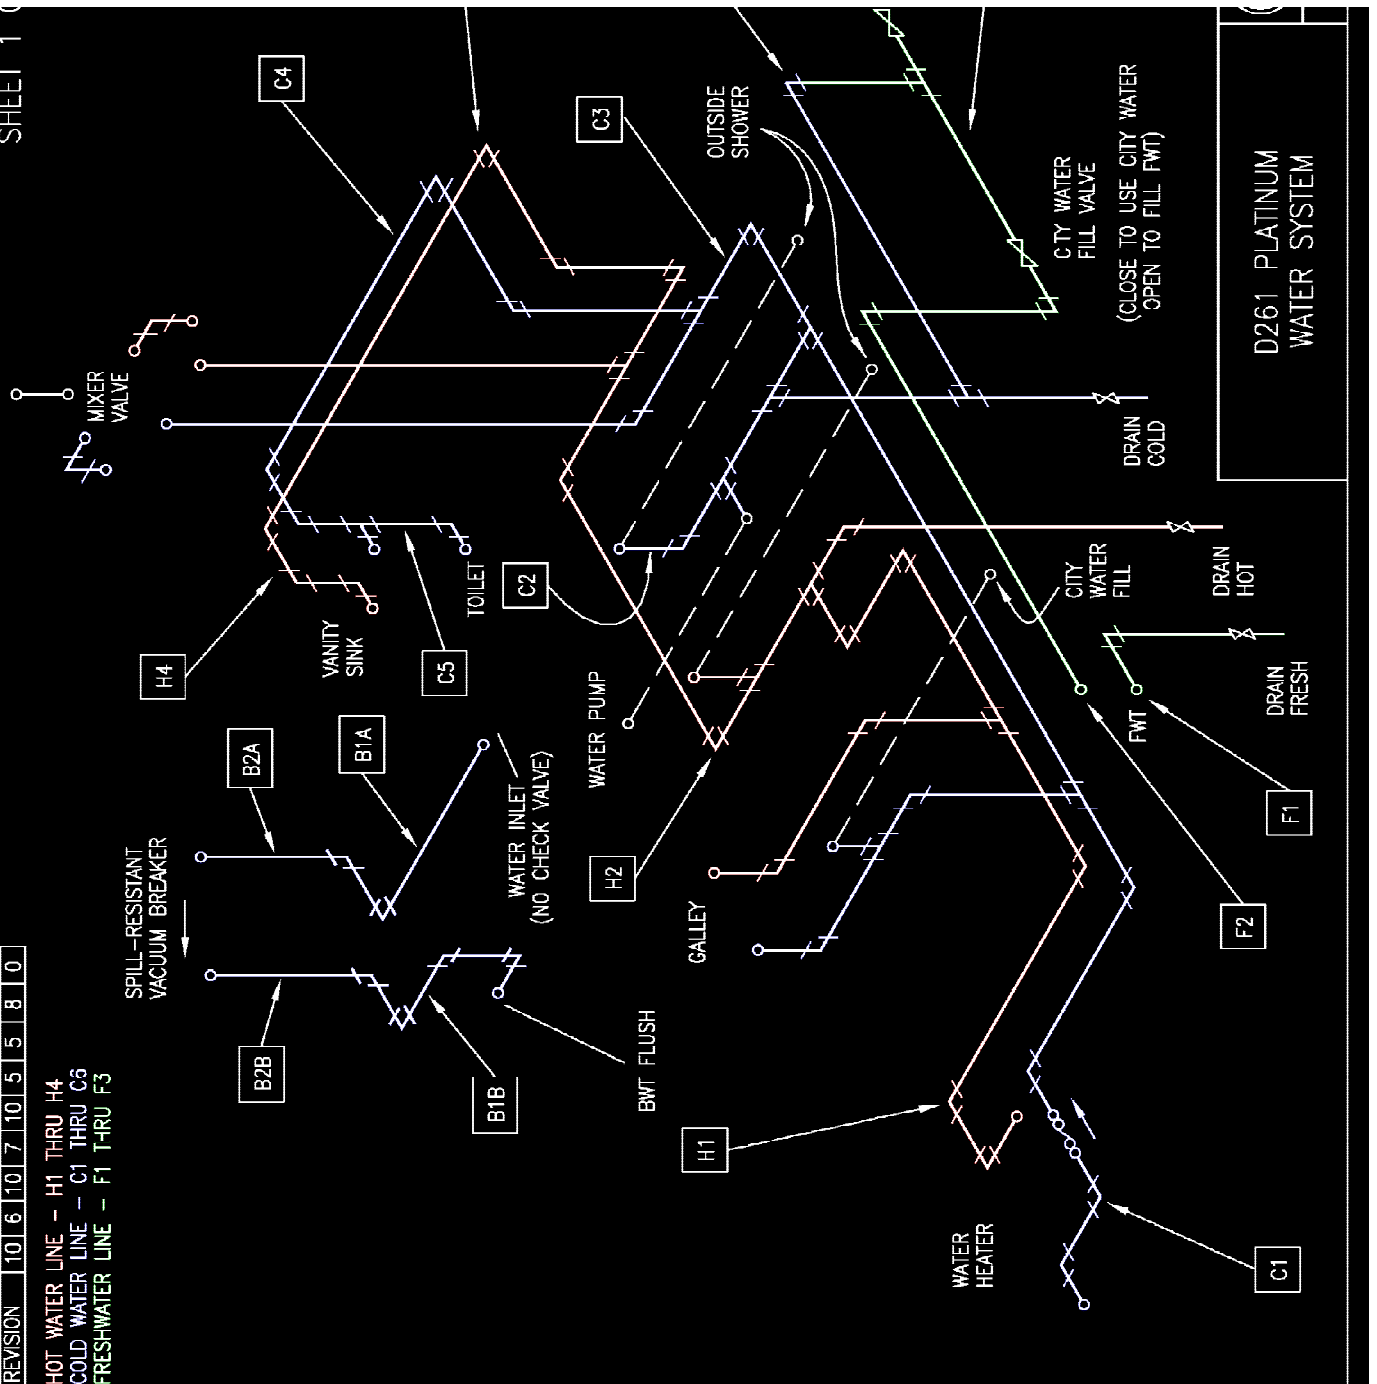 SHEET 1
REVISION 10 6 10 7 10 5 5 8 0
HOT WATER LINE - H1 THRU H4
COLD WATER LINE - C1 THRU C6
FRESHWATER LINE - F1 THRU F3
SPILL-RESISTANT
VACUUM BREAKER
B2B
B2A
B1B
B1A
BWT FLUSH
WATER INLET
(NO CHECK VALVE)
MIXER
VALVE
H4
VANITY
SINK
C5
TOILET
C4
C3
C2
OUTSIDE
SHOWER
WATER PUMP
H2
GALLEY
H1
WATER
HEATER
C1
CITY
WATER
FILL
FWT
F2
F1
DRAIN
FRESH
DRAIN
HOT
DRAIN
COLD
CITY WATER
FILL VALVE
(CLOSE TO USE CITY WATER
OPEN TO FILL FWT)
D261 PLATINUM
WATER SYSTEM